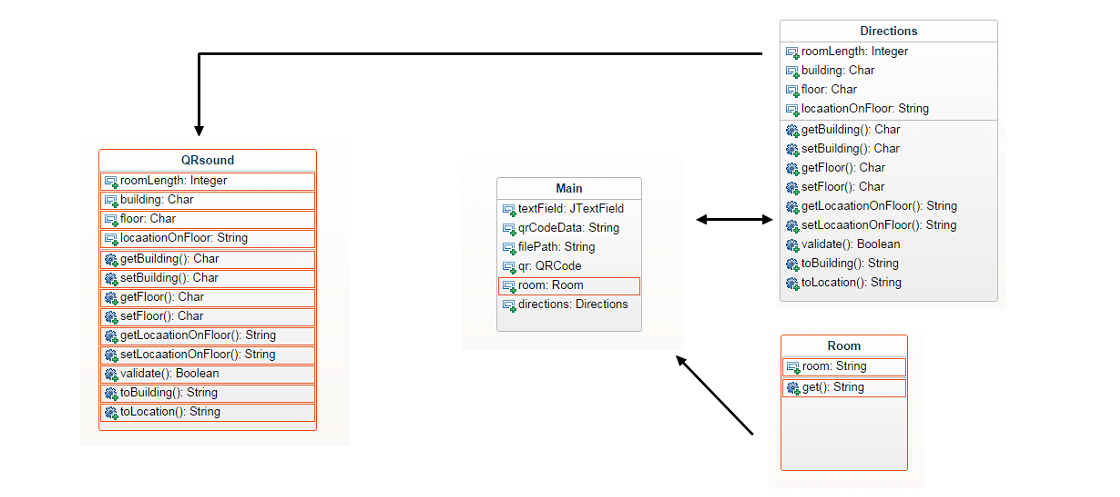 Directions
roomLength: Integer
building: Char
floor: Char
locaationOnFloor: String
getBuilding(): Char
setBuilding(): Char
getFloor(): Char
setFloor(): Char
getLocaationOnFloor(): String
setLocaationOnFloor(): String
validate(): Boolean
toBuilding(): String
toLocation(): String
QRsound
roomLength: Integer
building: Char
floor: Char
locaationOnFloor: String
getBuilding(): Char
setBuilding(): Char
getFloor(): Char
setFloor(): Char
getLocaationOnFloor(): String
setLocaationOnFloor(): String
validate(): Boolean
toBuilding(): String
toLocation(): String
Main
textField: JTextField
qrCodeData: String
filePath: String
qr: QRCode
room: Room
directions: Directions
Room
room: String
get(): String